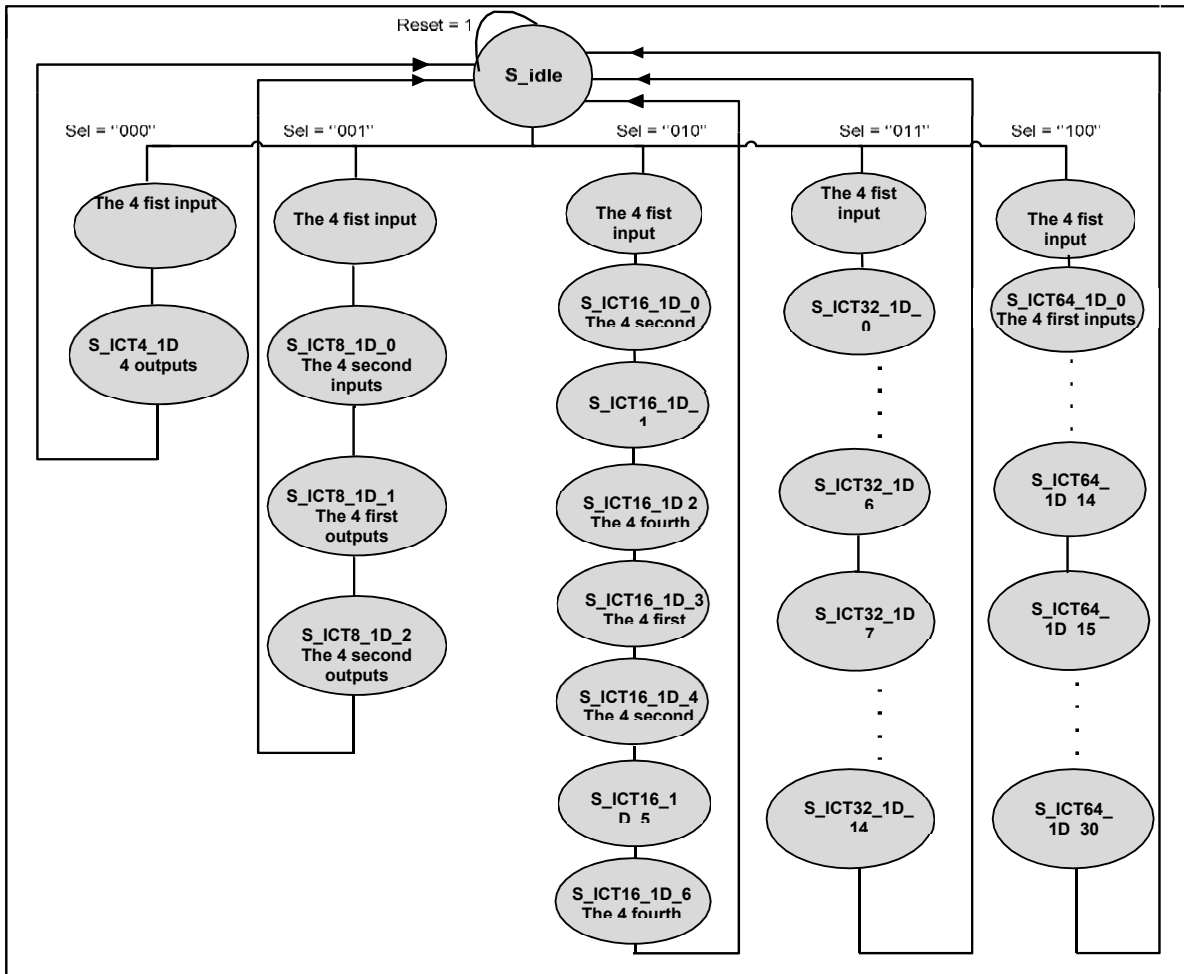 Reset = 1
S_idle
Sel = "000"
Sel = "001"
Sel = "010"
Sel = "011"
Sel = "100"
The 4 fist input
S_ICT4_1D
4 outputs
The 4 fist input
S_ICT8_1D_0
The 4 second
inputs
S_ICT8_1D_1
The 4 first
outputs
S_ICT8_1D_2
The 4 second
outputs
The 4 fist
input
S_ICT16_1D_0
The 4 second
S_ICT16_1D_
1
S_ICT16_1D 2
The 4 fourth
S_ICT16_1D_3
The 4 first
S_ICT16_1D_4
The 4 second
S_ICT16_1
D 5
S_ICT16_1D_6
The 4 fourth
The 4 fist
input
S_ICT32_1D_
0
S_ICT32_1D
6
S_ICT32_1D
7
S_ICT32_1D_
14
The 4 fist
input
S_ICT64_1D_0
The 4 first inputs
S_ICT64_
1D 14
S_ICT64_
1D 15
S_ICT64_
1D 30